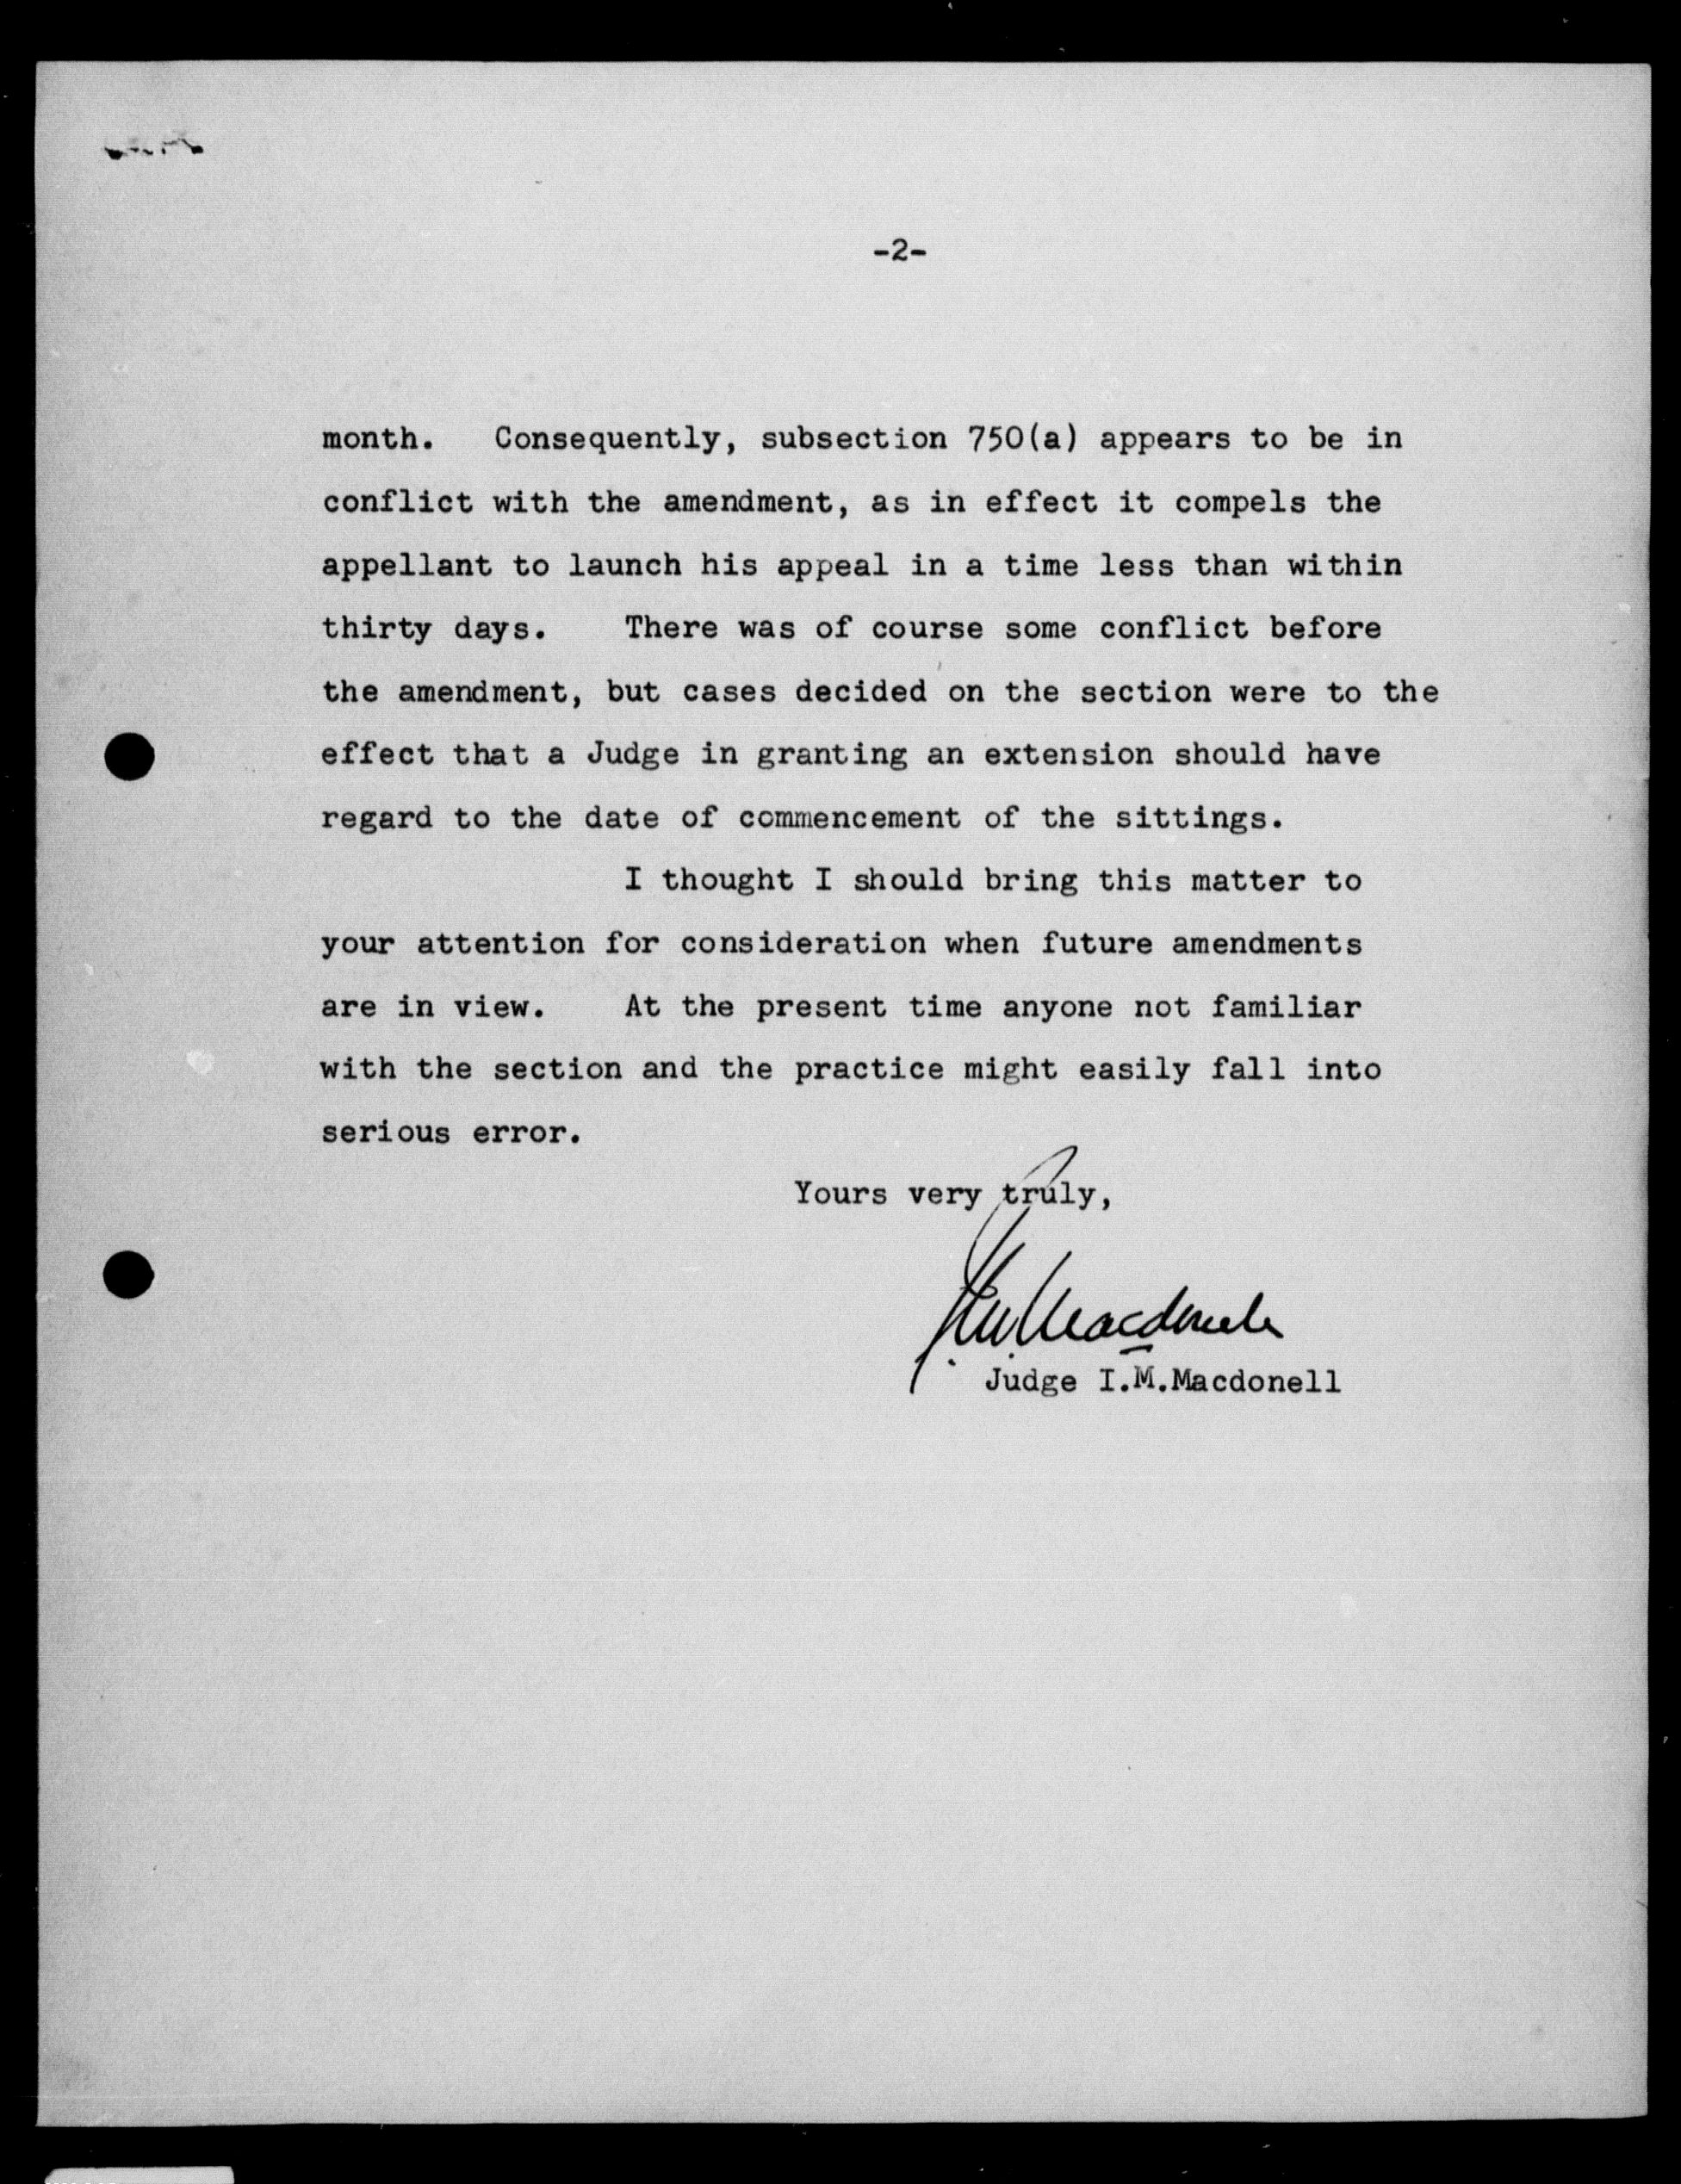 -2-
month. Consequently, subsection 750(a) appears to be in
conflict with the amendment, as in effect it compels the
appellant to launch his appeal in a time less than within
thirty days. There was of course some conflict before
the amendment, but cases decided on the section were to the
effect that a Judge in granting an extension should have
regard to the date of commencement of the sittings.
I thought I should bring this matter to
your attention for consideration when future amendments
are in view. At the present time anyone not familiar
with the section and the practice might easily fall into
serious error.
Yours very truly,
Judge I.M.Macdonell